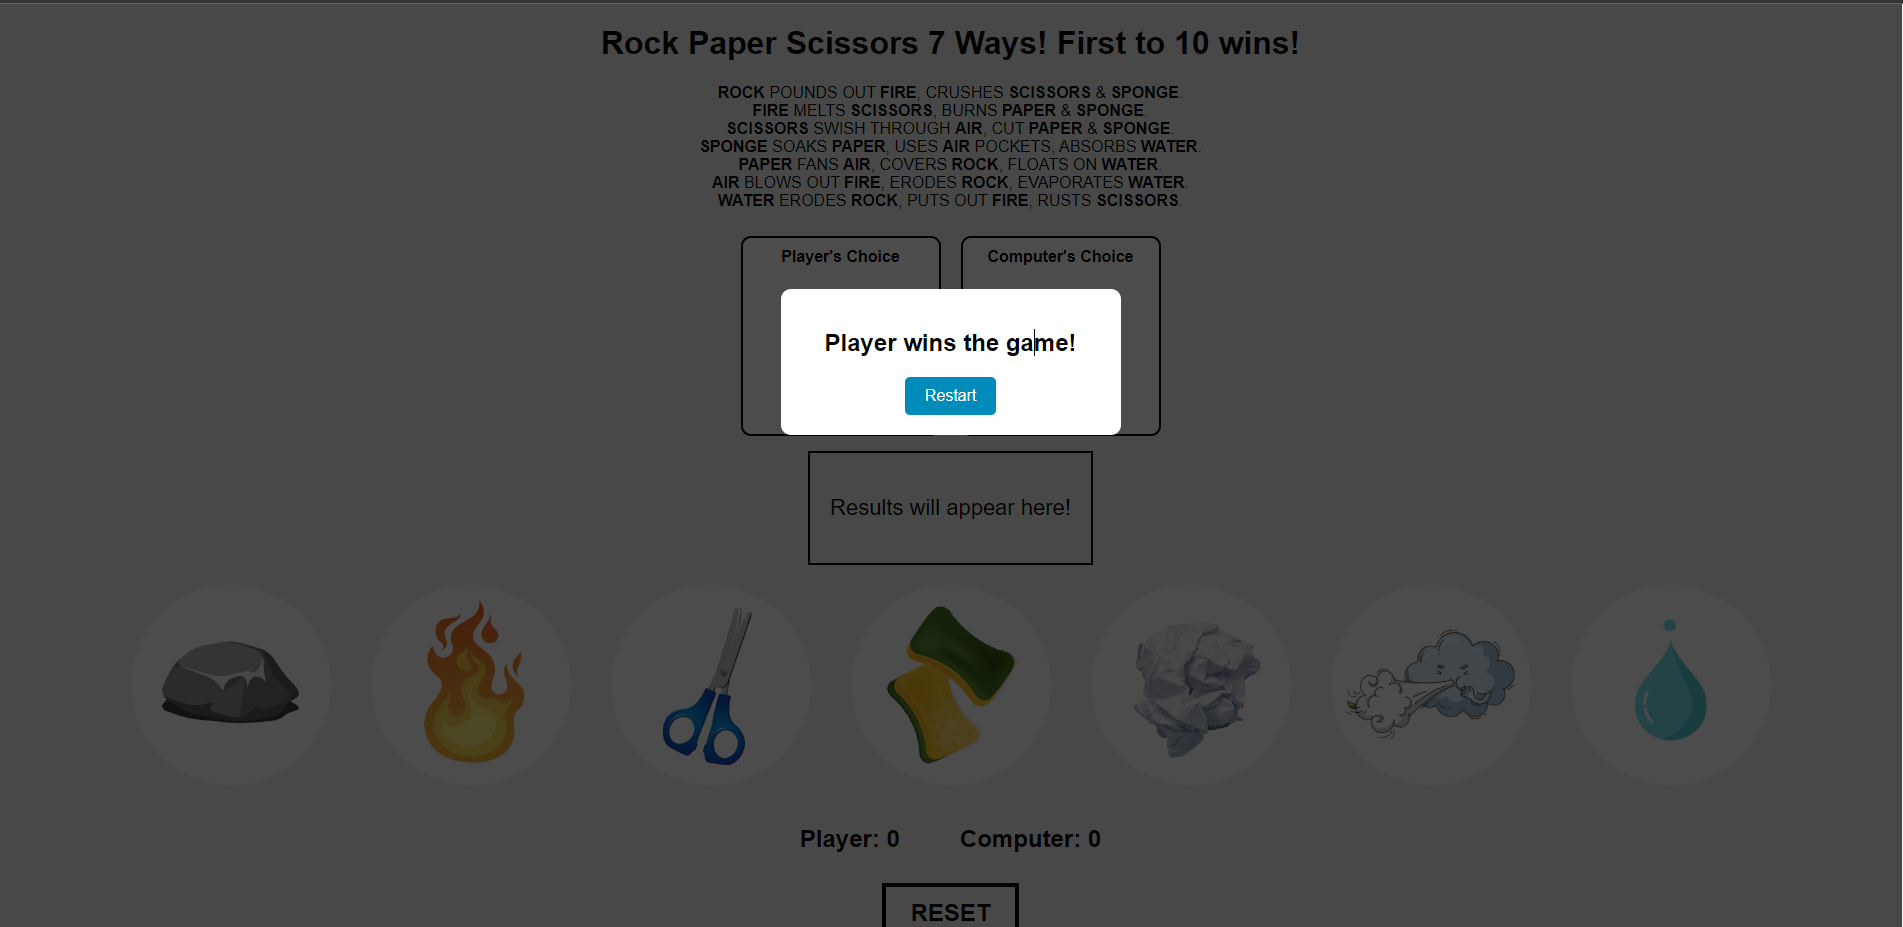 Rock Paper Scissors 7 Ways! First to 10 wins!
ROCK POUNDS OUT FIRE, CRUSHES SCISSORS & SPONGE.
FIRE MELTS SCISSORS, BURNS PAPER & SPONGE.
SCISSORS SWISH THROUGH AIR, CUT PAPER & SPONGE.
SPONGE SOAKS PAPER, USES AIR POCKETS, ABSORBS WATER.
PAPER FANS AIR, COVERS ROCK, FLOATS ON WATER.
AIR BLOWS OUT FIRE, ERODES ROCK, EVAPORATES WATER.
WATER ERODES ROCK, PUTS OUT FIRE, RUSTS SCISSORS.
Player's Choice
Computer's Choice
Player wins the game!
Restart
Results will appear here!
Player: 0
Computer: 0
RESET